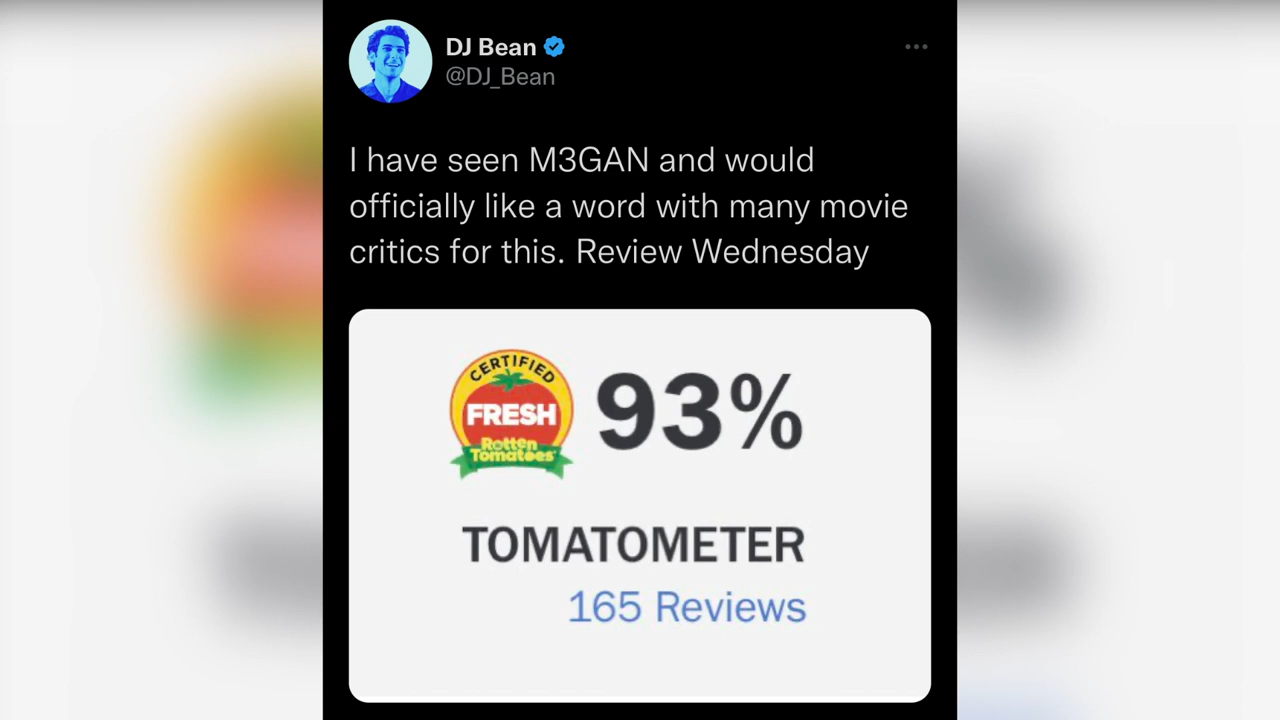 DJ Bean
@DJ_Bean
I have seen M3GAN and would
officially like a word with many movie
critics for this. Review Wednesday
CERTIFIED
FRESH
Rotten
Tomatoes
93%
TOMATOMETER
165 Reviews